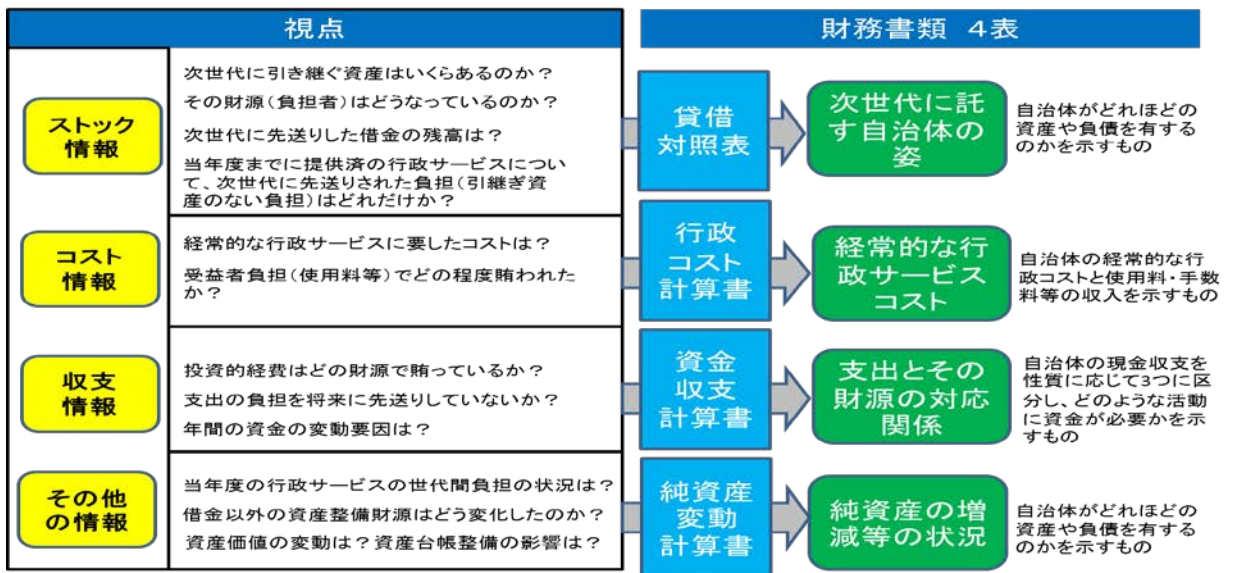 視点
財務書類 4表
ストック
情報
次世代に引き継ぐ資産はいくらあるのか?
その財源(負担者)はどうなっているのか?
次世代に先送りした借金の残高は?
当年度までに提供済の行政サービスについ
て、次世代に先送りされた負担(引継ぎ資
産のない負担)はどれだけか?
貸借
対照表
次世代に託
す自治体の
姿
自治体がどれほどの
資産や負債を有する
のかを示すもの
コスト
情報
経常的な行政サービスに要したコストは?
受益者負担(使用料等)でどの程度賄われた
か?
行政
コスト
計算書
経常的な行
政サービス
コスト
自治体の経常的な行
政コストと使用料・手数
料等の収入を示すもの
収支
情報
投資的経費はどの財源で賄っているか?
支出の負担を将来に先送りしていないか?
年間の資金の変動要因は?
資金
収支
計算書
支出とその
財源の対応
関係
自治体の現金収支を
性質に応じて3つに区
分し、どのような活動
に資金が必要かを示
すもの
その他
の情報
当年度の行政サービスの世代間負担の状況は?
借金以外の資産整備財源はどう変化したのか?
資産価値の変動は?資産台帳整備の影響は?
純資産
変動
計算書
純資産の増
減等の状況
自治体がどれほどの
資産や負債を有する
のかを示すもの